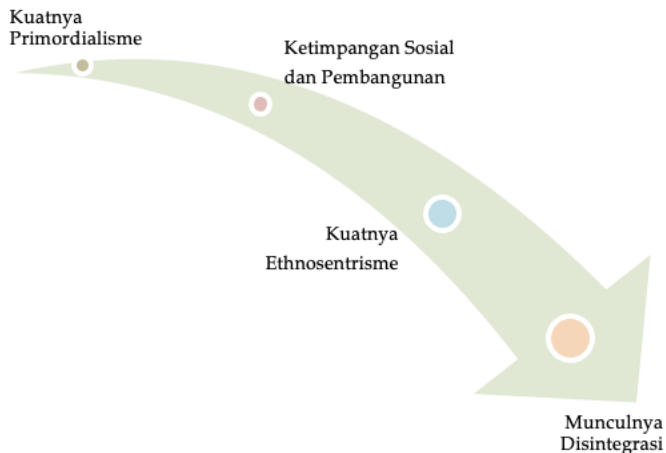 Kuatnya
Primordialisme
Ketimpangan Sosial
dan Pembangunan
Kuatnya
Ethnosentrisme
Munculnya
Disintegrasi